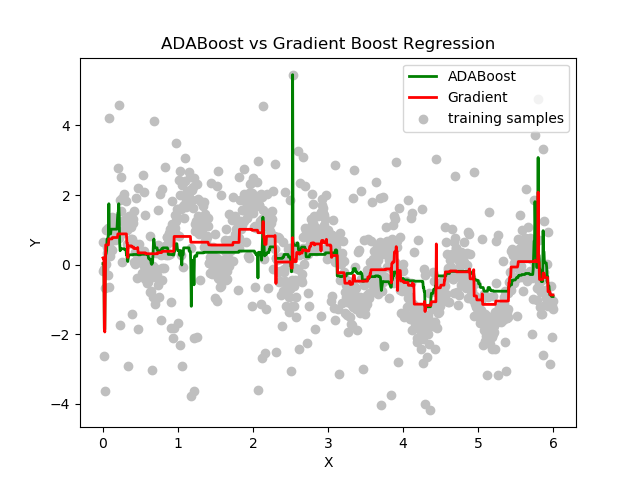 ADABoost vs Gradient Boost Regression
ADABoost
Gradient
training samples
4
2
0
−2
−4
Y
0 1 2 3 4 5 6
X